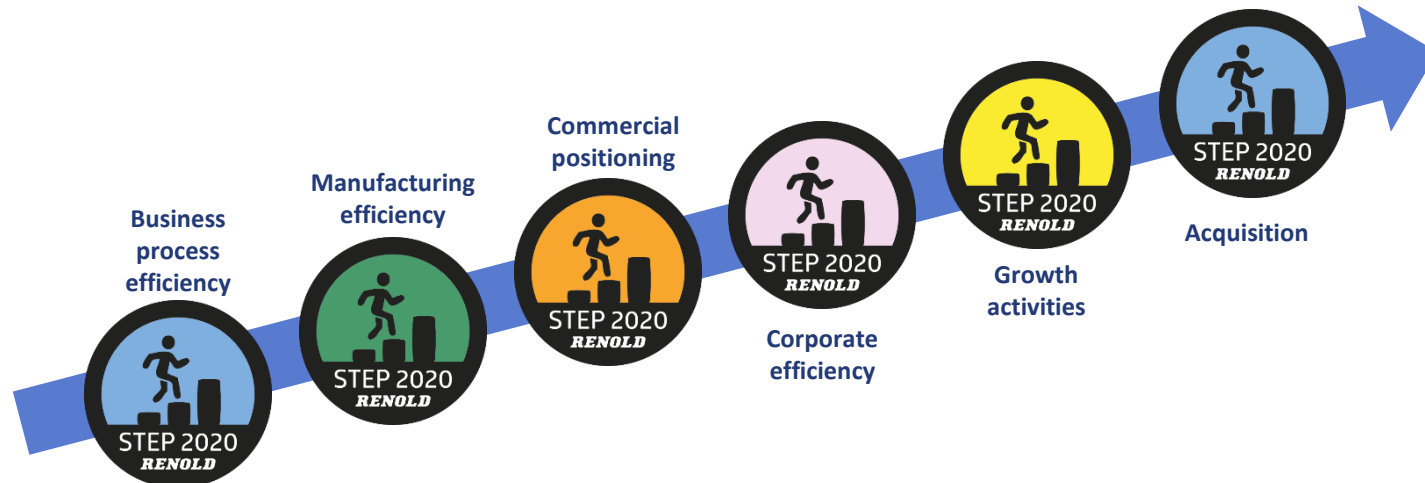 Business
process
efficiency
STEP 2020
RENOLD
Manufacturing
efficiency
STEP 2020
RENOLD
Commercial
positioning
STEP 2020
RENOLD
STEP 2020
RENOLD
Corporate
efficiency
STEP 2020
RENOLD
Growth
activities
STEP 2020
RENOLD
Acquisition